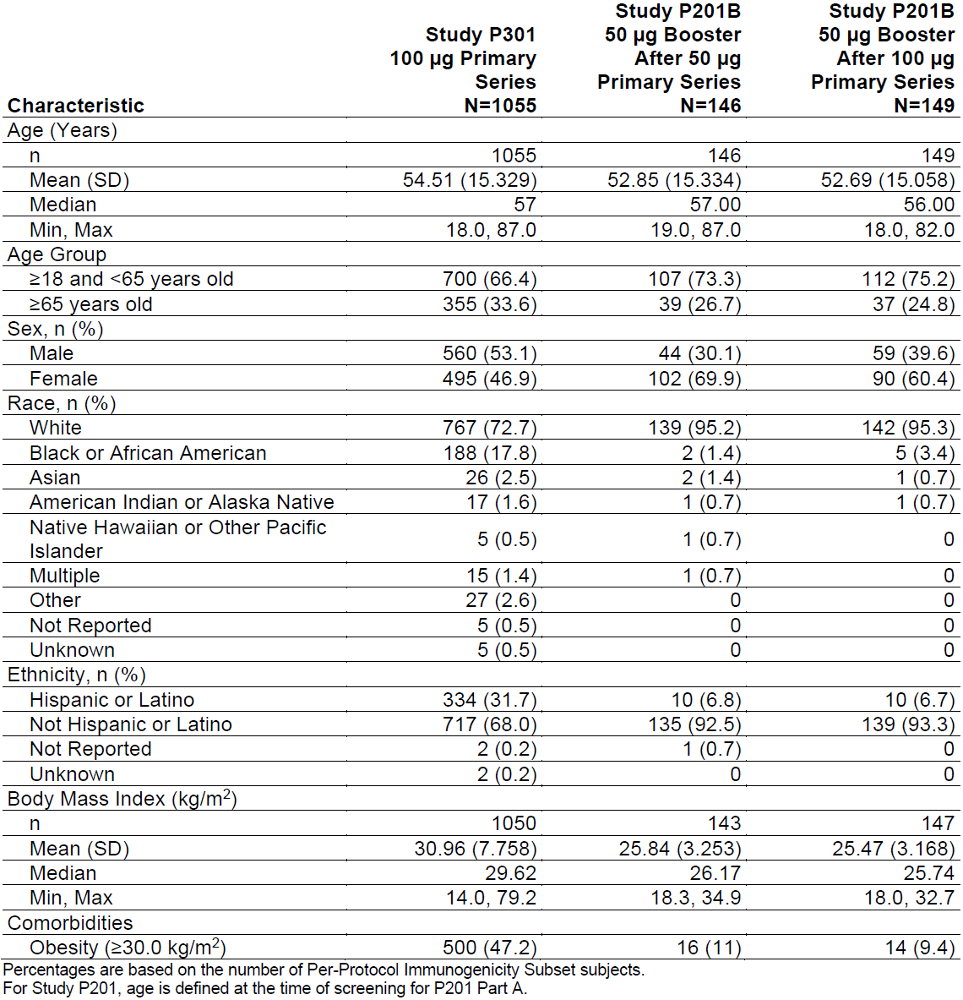 Characteristic Study P301 100 µg Primary Series N=1055 Study P201B 50 µg Booster After 50 µg Primary Series N=146 Study P201B 50 µg Booster After 100 µg Primary Series N=149
Age (Years)
n 1055 146 149
Mean (SD) 54.51 (15.329) 52.85 (15.334) 52.69 (15.058)
Median 57 57.00 56.00
Min, Max 18.0, 87.0 19.0, 87.0 18.0, 82.0
Age Group
≥18 and <65 years old 700 (66.4) 107 (73.3) 112 (75.2)
≥65 years old 355 (33.6) 39 (26.7) 37 (24.8)
Sex, n (%)
Male 560 (53.1) 44 (30.1) 59 (39.6)
Female 495 (46.9) 102 (69.9) 90 (60.4)
Race, n (%)
White 767 (72.7) 139 (95.2) 142 (95.3)
Black or African American 188 (17.8) 2 (1.4) 5 (3.4)
Asian 26 (2.5) 2 (1.4) 1 (0.7)
American Indian or Alaska Native 17 (1.6) 1 (0.7) 1 (0.7)
Native Hawaiian or Other Pacific Islander 5 (0.5) 1 (0.7) 0
Multiple 15 (1.4) 1 (0.7) 0
Other 27 (2.6) 0 0
Not Reported 5 (0.5) 0 0
Unknown 5 (0.5) 0 0
Ethnicity, n (%)
Hispanic or Latino 334 (31.7) 10 (6.8) 10 (6.7)
Not Hispanic or Latino 717 (68.0) 135 (92.5) 139 (93.3)
Not Reported 2 (0.2) 1 (0.7) 0
Unknown 2 (0.2) 0 0
Body Mass Index (kg/m²)
n 1050 143 147
Mean (SD) 30.96 (7.758) 25.84 (3.253) 25.47 (3.168)
Median 29.62 26.17 25.74
Min, Max 14.0, 79.2 18.3, 34.9 18.0, 32.7
Comorbidities
Obesity (≥30.0 kg/m²) 500 (47.2) 16 (11) 14 (9.4)
Percentages are based on the number of Per-Protocol Immunogenicity Subset subjects.
For Study P201, age is defined at the time of screening for P201 Part A.